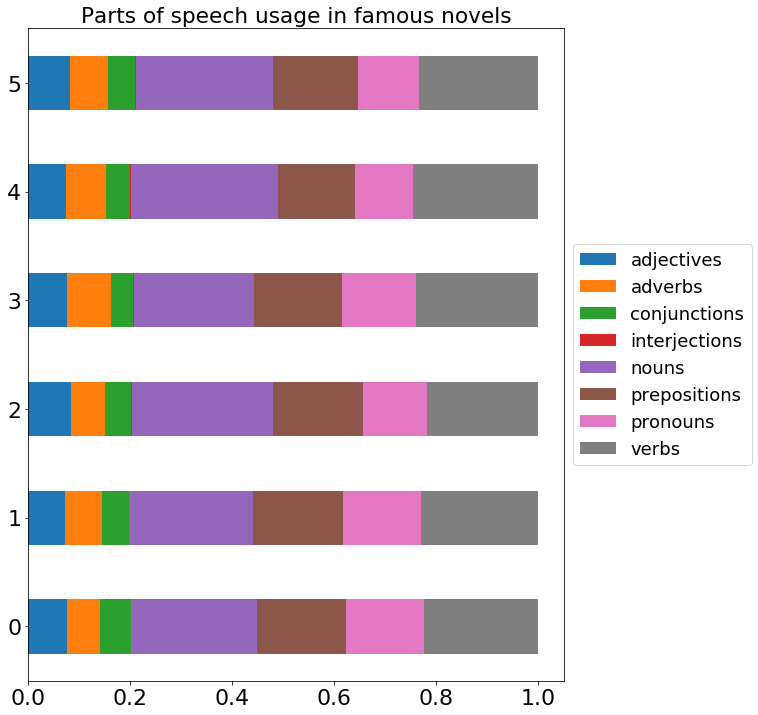 Parts of speech usage in famous novels
5
4
3
2
1
0
0.0 0.2 0.4 0.6 0.8 1.0
adjectives
adverbs
conjunctions
interjections
nouns
prepositions
pronouns
verbs